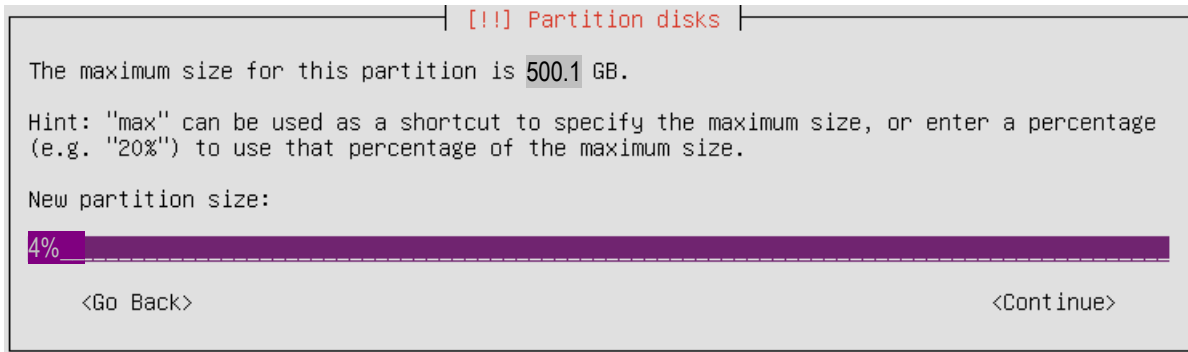 [!!] Partition disks
The maximum size for this partition is 500.1 GB.
Hint: "max" can be used as a shortcut to specify the maximum size, or enter a percentage
(e.g. "20%") to use that percentage of the maximum size.
New partition size:
4%
<Go Back> <Continue>